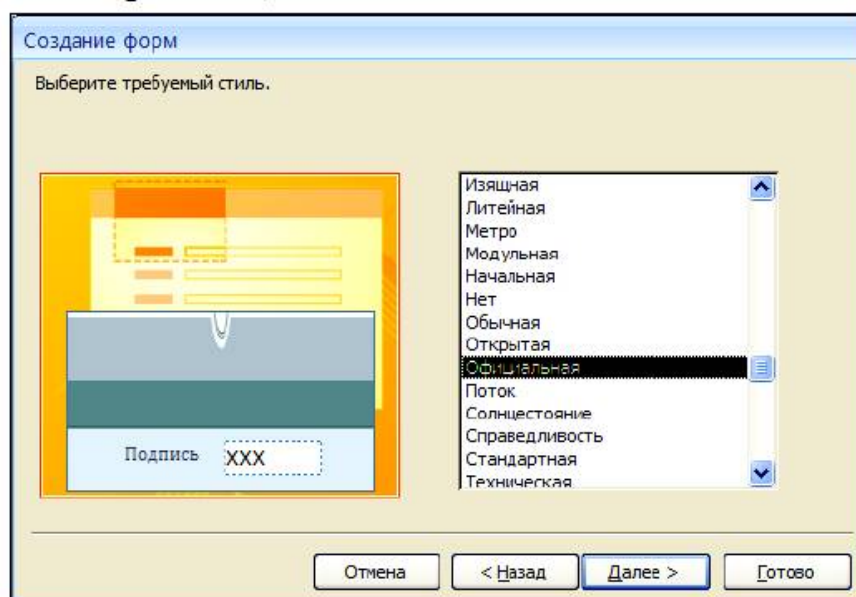 Создание форм
Выберите требуемый стиль.
Изящная
Литейная
Метро
Модульная
Начальная
Нет
Обычная
Открытая
Официальная
Поток
Солнцестояние
Справедливость
Стандартная
Техническая
Подпись XXX
Отмена
< Назад
Далее >
Готово